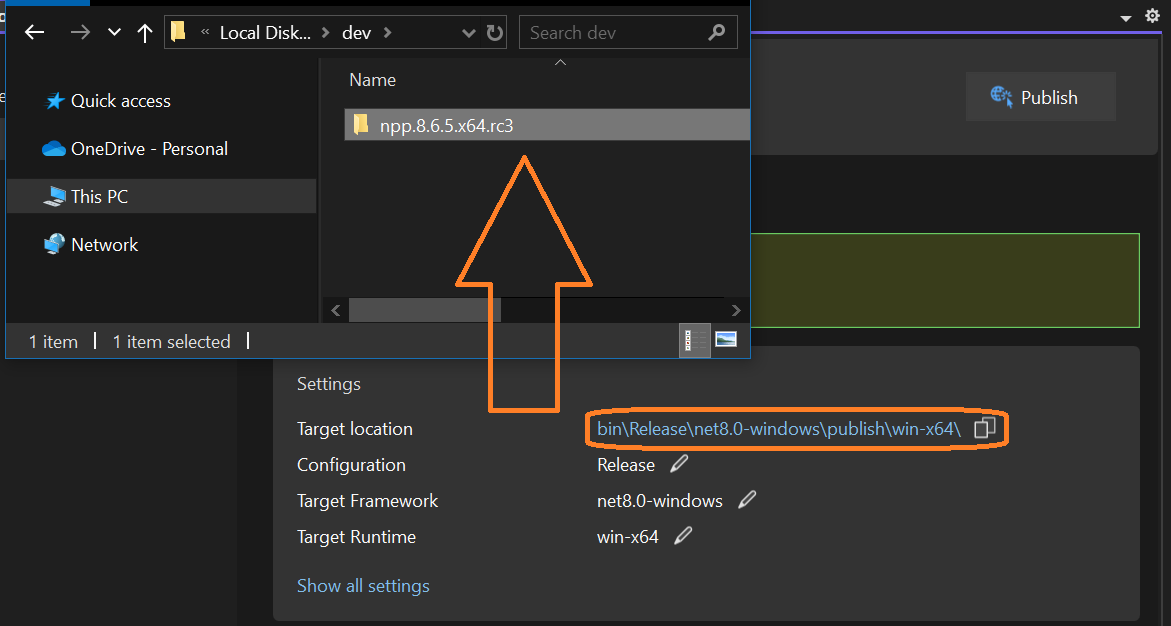 « Local Disk... > dev >
Search dev
Name
Quick access
npp.8.6.5.x64.rc3
OneDrive - Personal
This PC
Network
1 item | 1 item selected |
Publish
Settings
Target location bin\Release\net8.0-windows\publish\win-x64\
Configuration Release
Target Framework net8.0-windows
Target Runtime win-x64
Show all settings